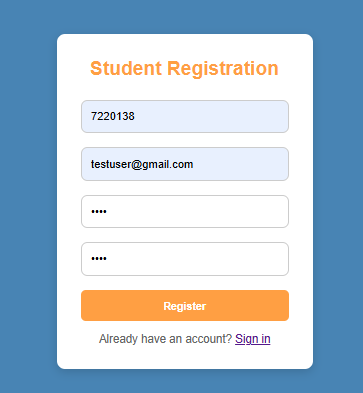 Student Registration
7220138
testuser@gmail.com
••••
••••
Register
Already have an account? Sign in